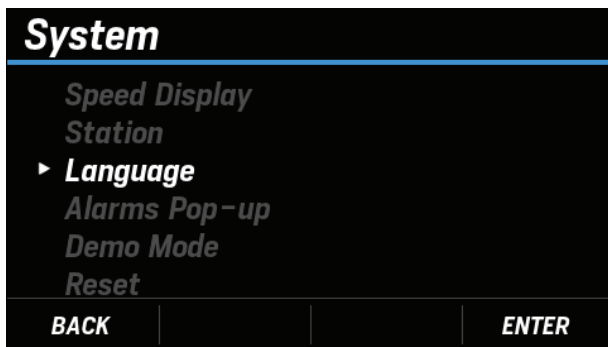 System
Speed Display
Station
Language
Alarms Pop-up
Demo Mode
Reset
BACK ENTER